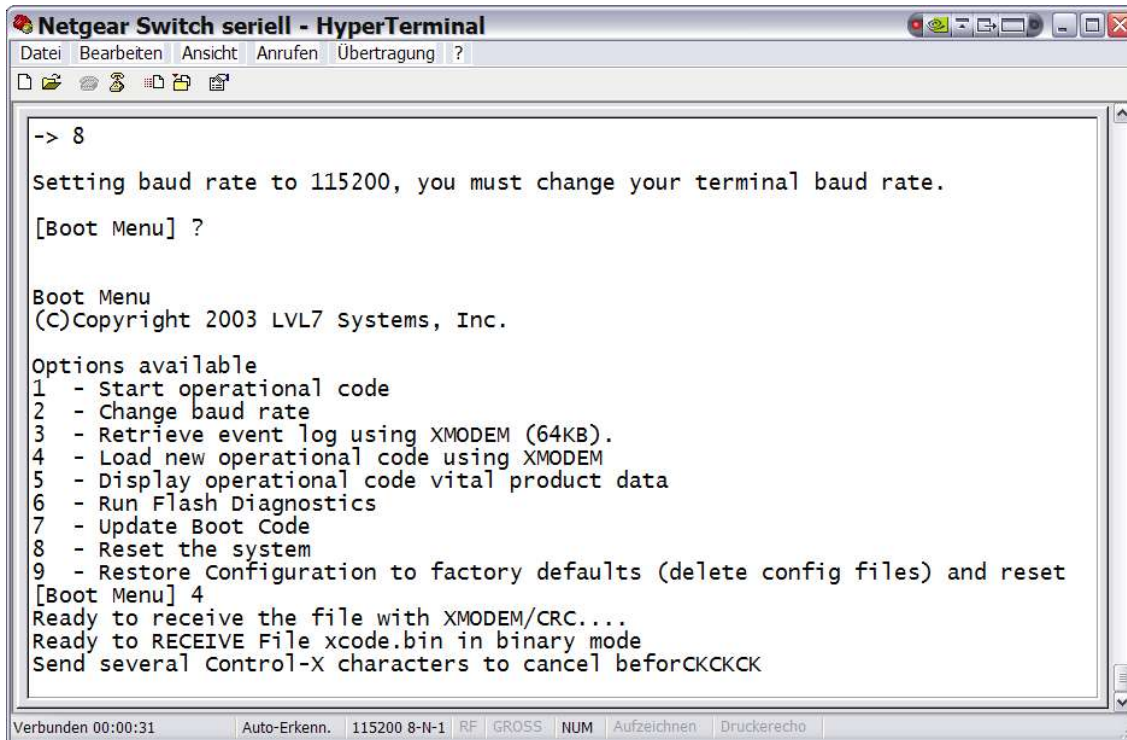 Netgear Switch seriell - HyperTerminal
Datei Bearbeiten Ansicht Anrufen Übertragung ?
-> 8
Setting baud rate to 115200, you must change your terminal baud rate.
[Boot Menu] ?
Boot Menu
(C)Copyright 2003 LVL7 Systems, Inc.
Options available
1 - Start operational code
2 - Change baud rate
3 - Retrieve event log using XMODEM (64KB).
4 - Load new operational code using XMODEM
5 - Display operational code vital product data
6 - Run Flash Diagnostics
7 - Update Boot Code
8 - Reset the system
9 - Restore Configuration to factory defaults (delete config files) and reset
[Boot Menu] 4
Ready to receive the file with XMODEM/CRC....
Ready to RECEIVE File xcode.bin in binary mode
Send several Control-X characters to cancel beforCKCKCK
Verbunden 00:00:31 Auto-Erkenn. 115200 8-N-1 RF GROSS NUM Aufzeichnen Druckerecho